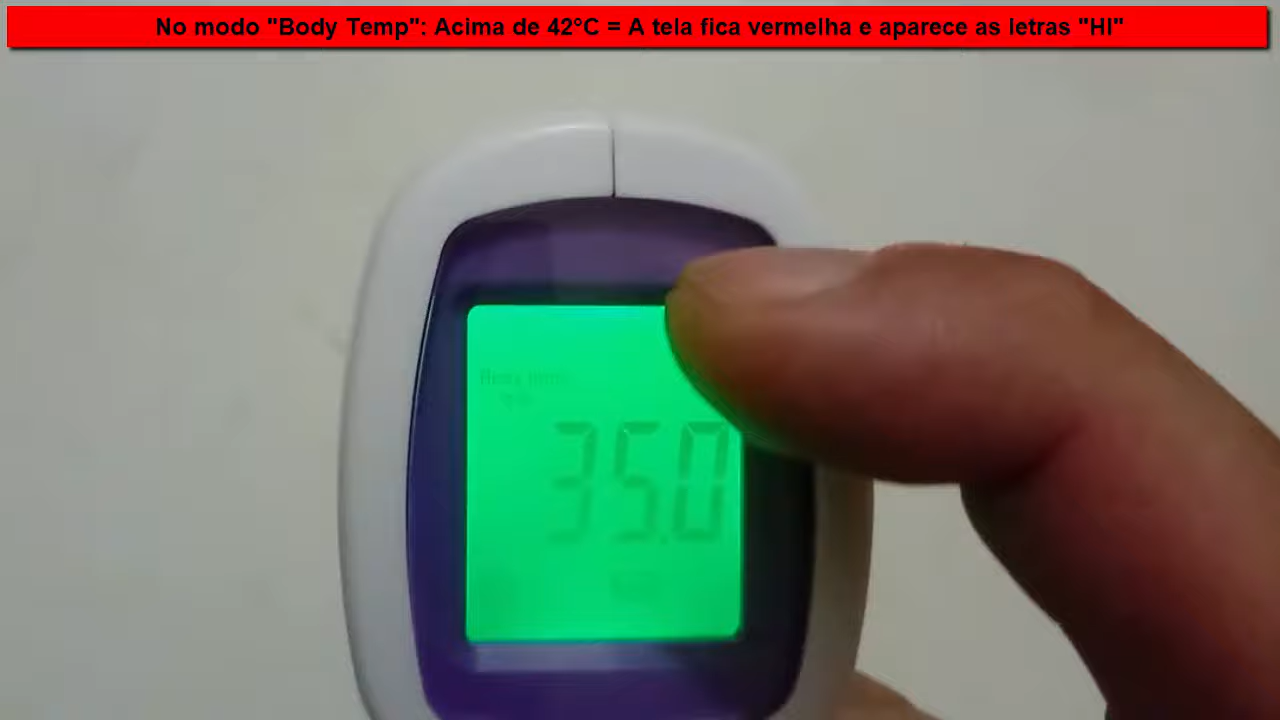 No modo "Body Temp": Acima de 42°C = A tela fica vermelha e aparece as letras "HI"
35.0